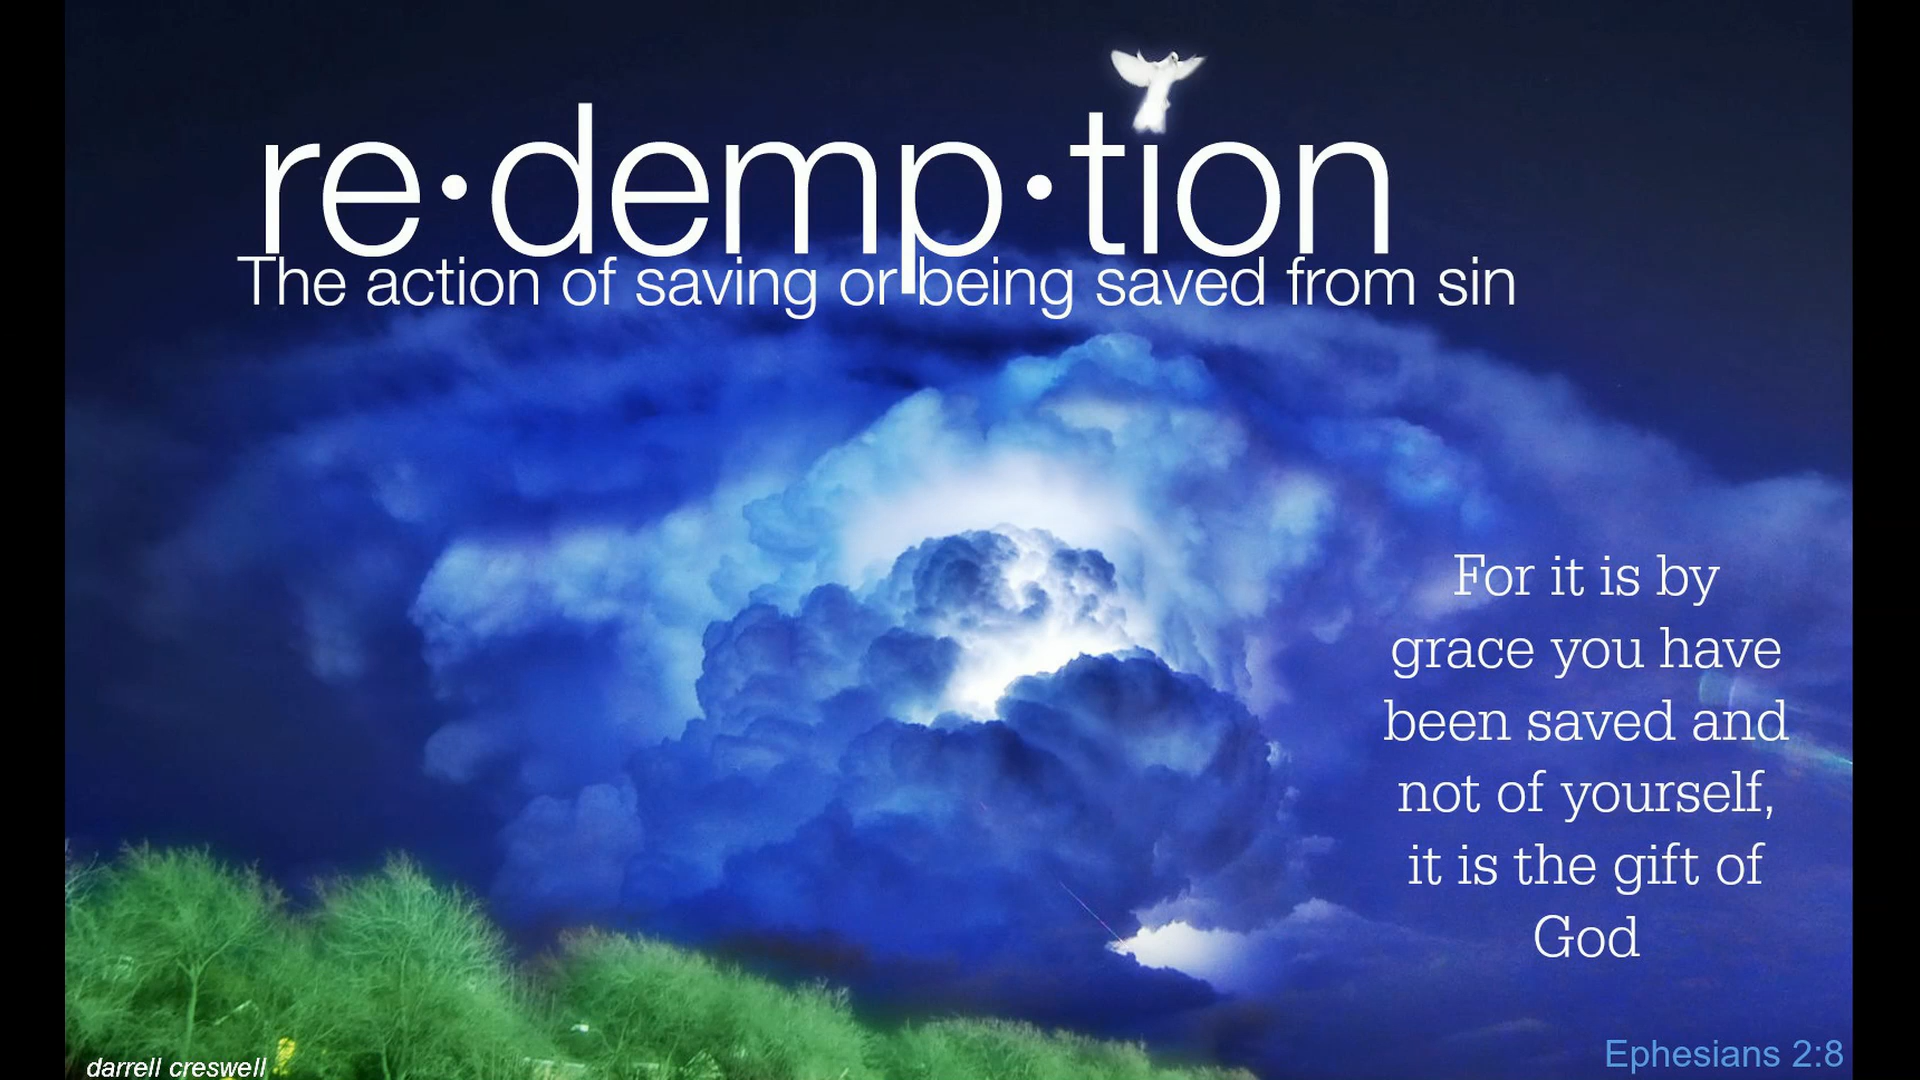 re·demp·tion
The action of saving or being saved from sin
For it is by
grace you have
been saved and
not of yourself,
it is the gift of
God
Ephesians 2:8
darrell creswell